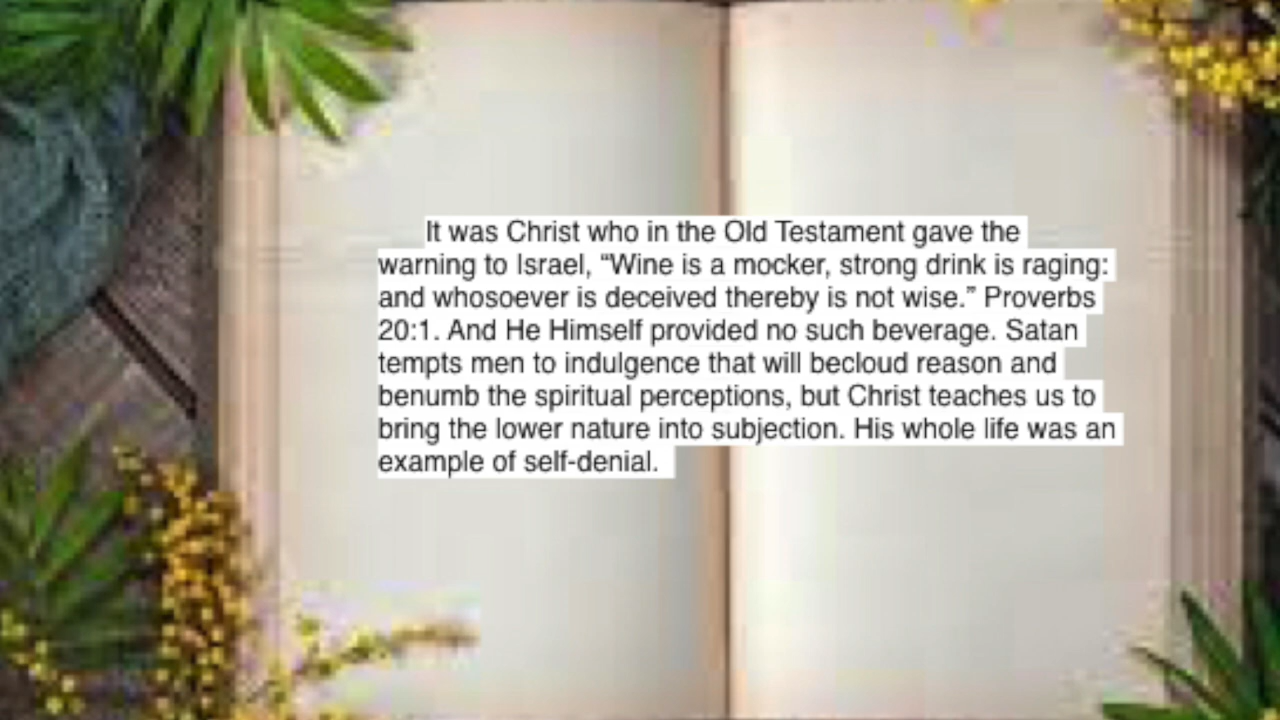 It was Christ who in the Old Testament gave the
warning to Israel, “Wine is a mocker, strong drink is raging:
and whosoever is deceived thereby is not wise.” Proverbs
20:1. And He Himself provided no such beverage. Satan
tempts men to indulgence that will becloud reason and
benumb the spiritual perceptions, but Christ teaches us to
bring the lower nature into subjection. His whole life was an
example of self-denial.